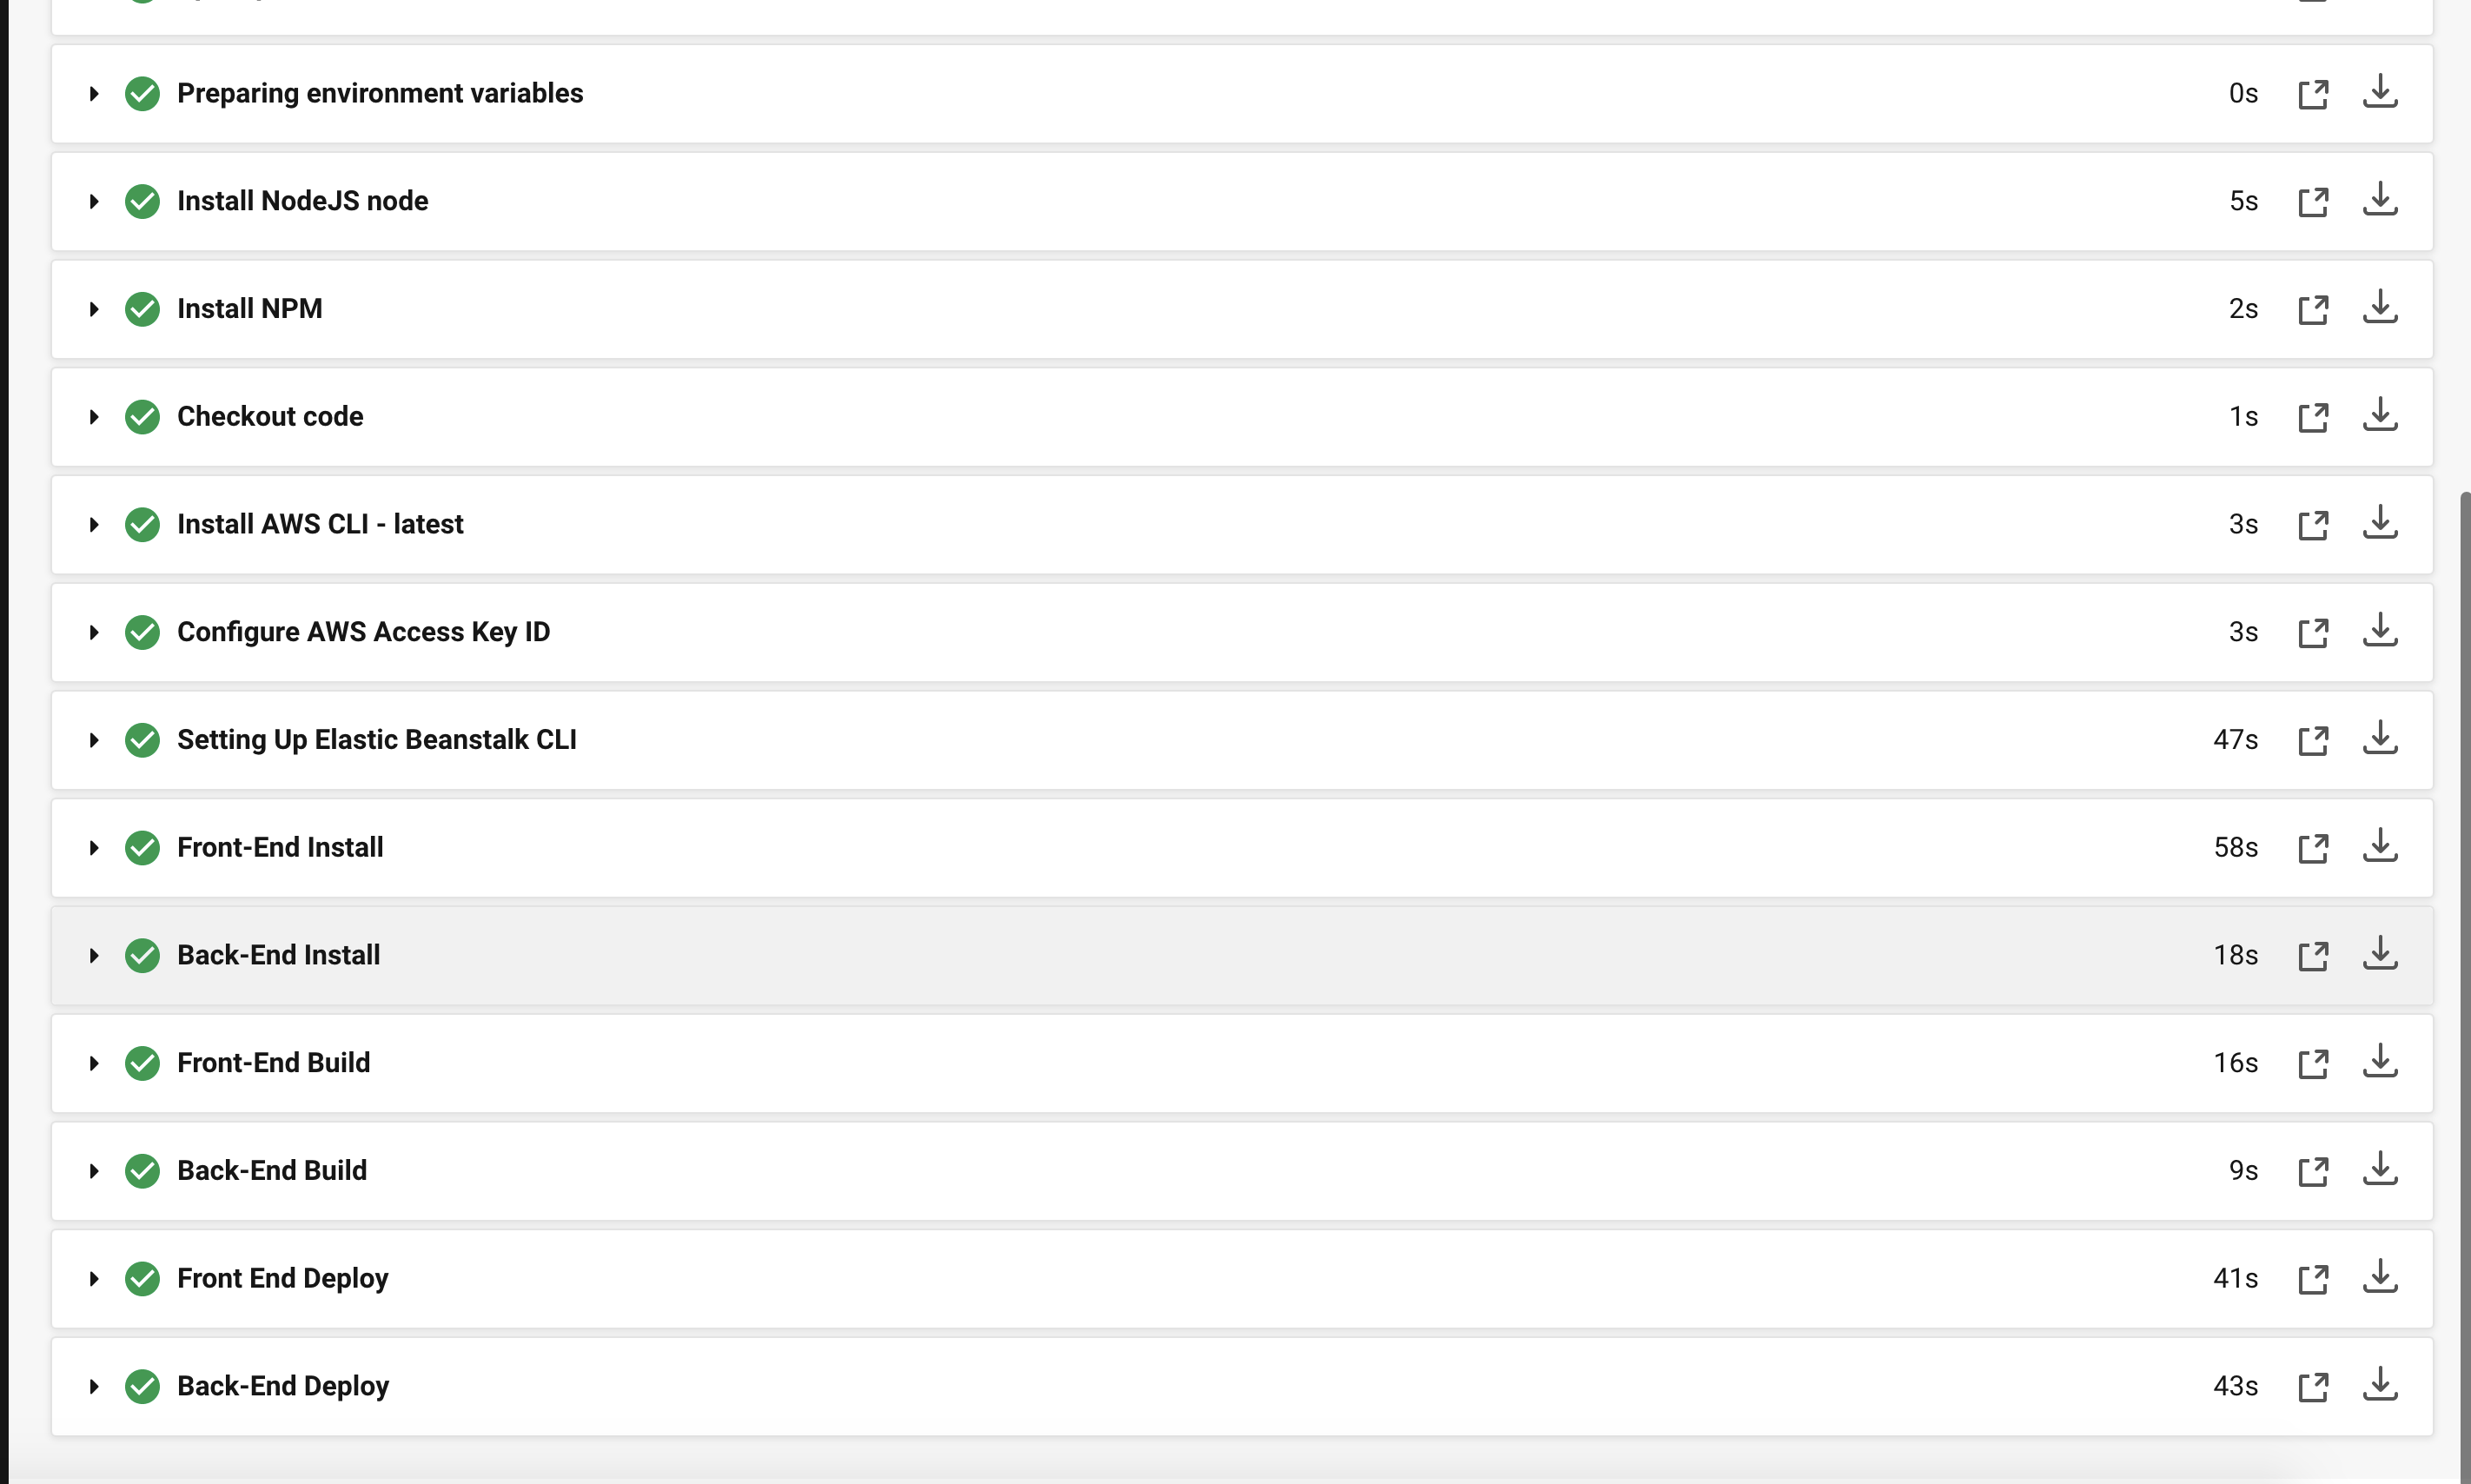 Preparing environment variables 0s
Install NodeJS node 5s
Install NPM 2s
Checkout code 1s
Install AWS CLI - latest 3s
Configure AWS Access Key ID 3s
Setting Up Elastic Beanstalk CLI 47s
Front-End Install 58s
Back-End Install 18s
Front-End Build 16s
Back-End Build 9s
Front End Deploy 41s
Back-End Deploy 43s